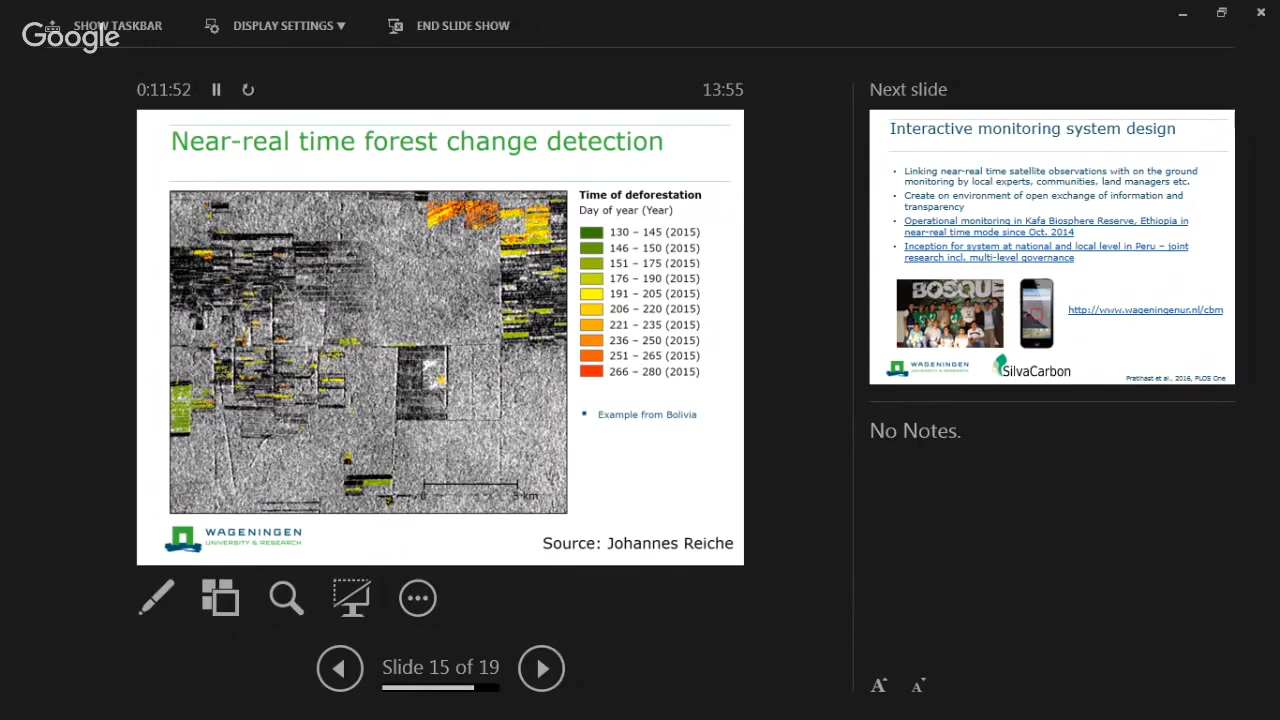 SHOW TASKBAR
DISPLAY SETTINGS ▼
END SLIDE SHOW
Google
0:11:52
13:55
Near-real time forest change detection
Time of deforestation
Day of year (Year)
130 – 145 (2015)
146 – 150 (2015)
151 – 175 (2015)
176 – 190 (2015)
191 – 205 (2015)
206 – 220 (2015)
221 – 235 (2015)
236 – 250 (2015)
251 – 265 (2015)
266 – 280 (2015)
• Example from Bolivia
0
5 km
WAGENINGEN
UNIVERSITY & RESEARCH
Source: Johannes Reiche
Slide 15 of 19
Next slide
Interactive monitoring system design
• Linking near-real time satellite observations with on the ground
monitoring by local experts, communities, land managers etc.
• Create on environment of open exchange of information and
transparency
• Operational monitoring in Kafa Biosphere Reserve, Ethiopia in
near-real time mode since Oct. 2014
• Inception for system at national and local level in Peru – joint
research incl. multi-level governance
BOSQUE
http://www.wageningenur.nl/cbm
WAGENINGEN
UNIVERSITY & RESEARCH
SilvaCarbon
Pratihast et al., 2016, PLOS One
No Notes.
A A